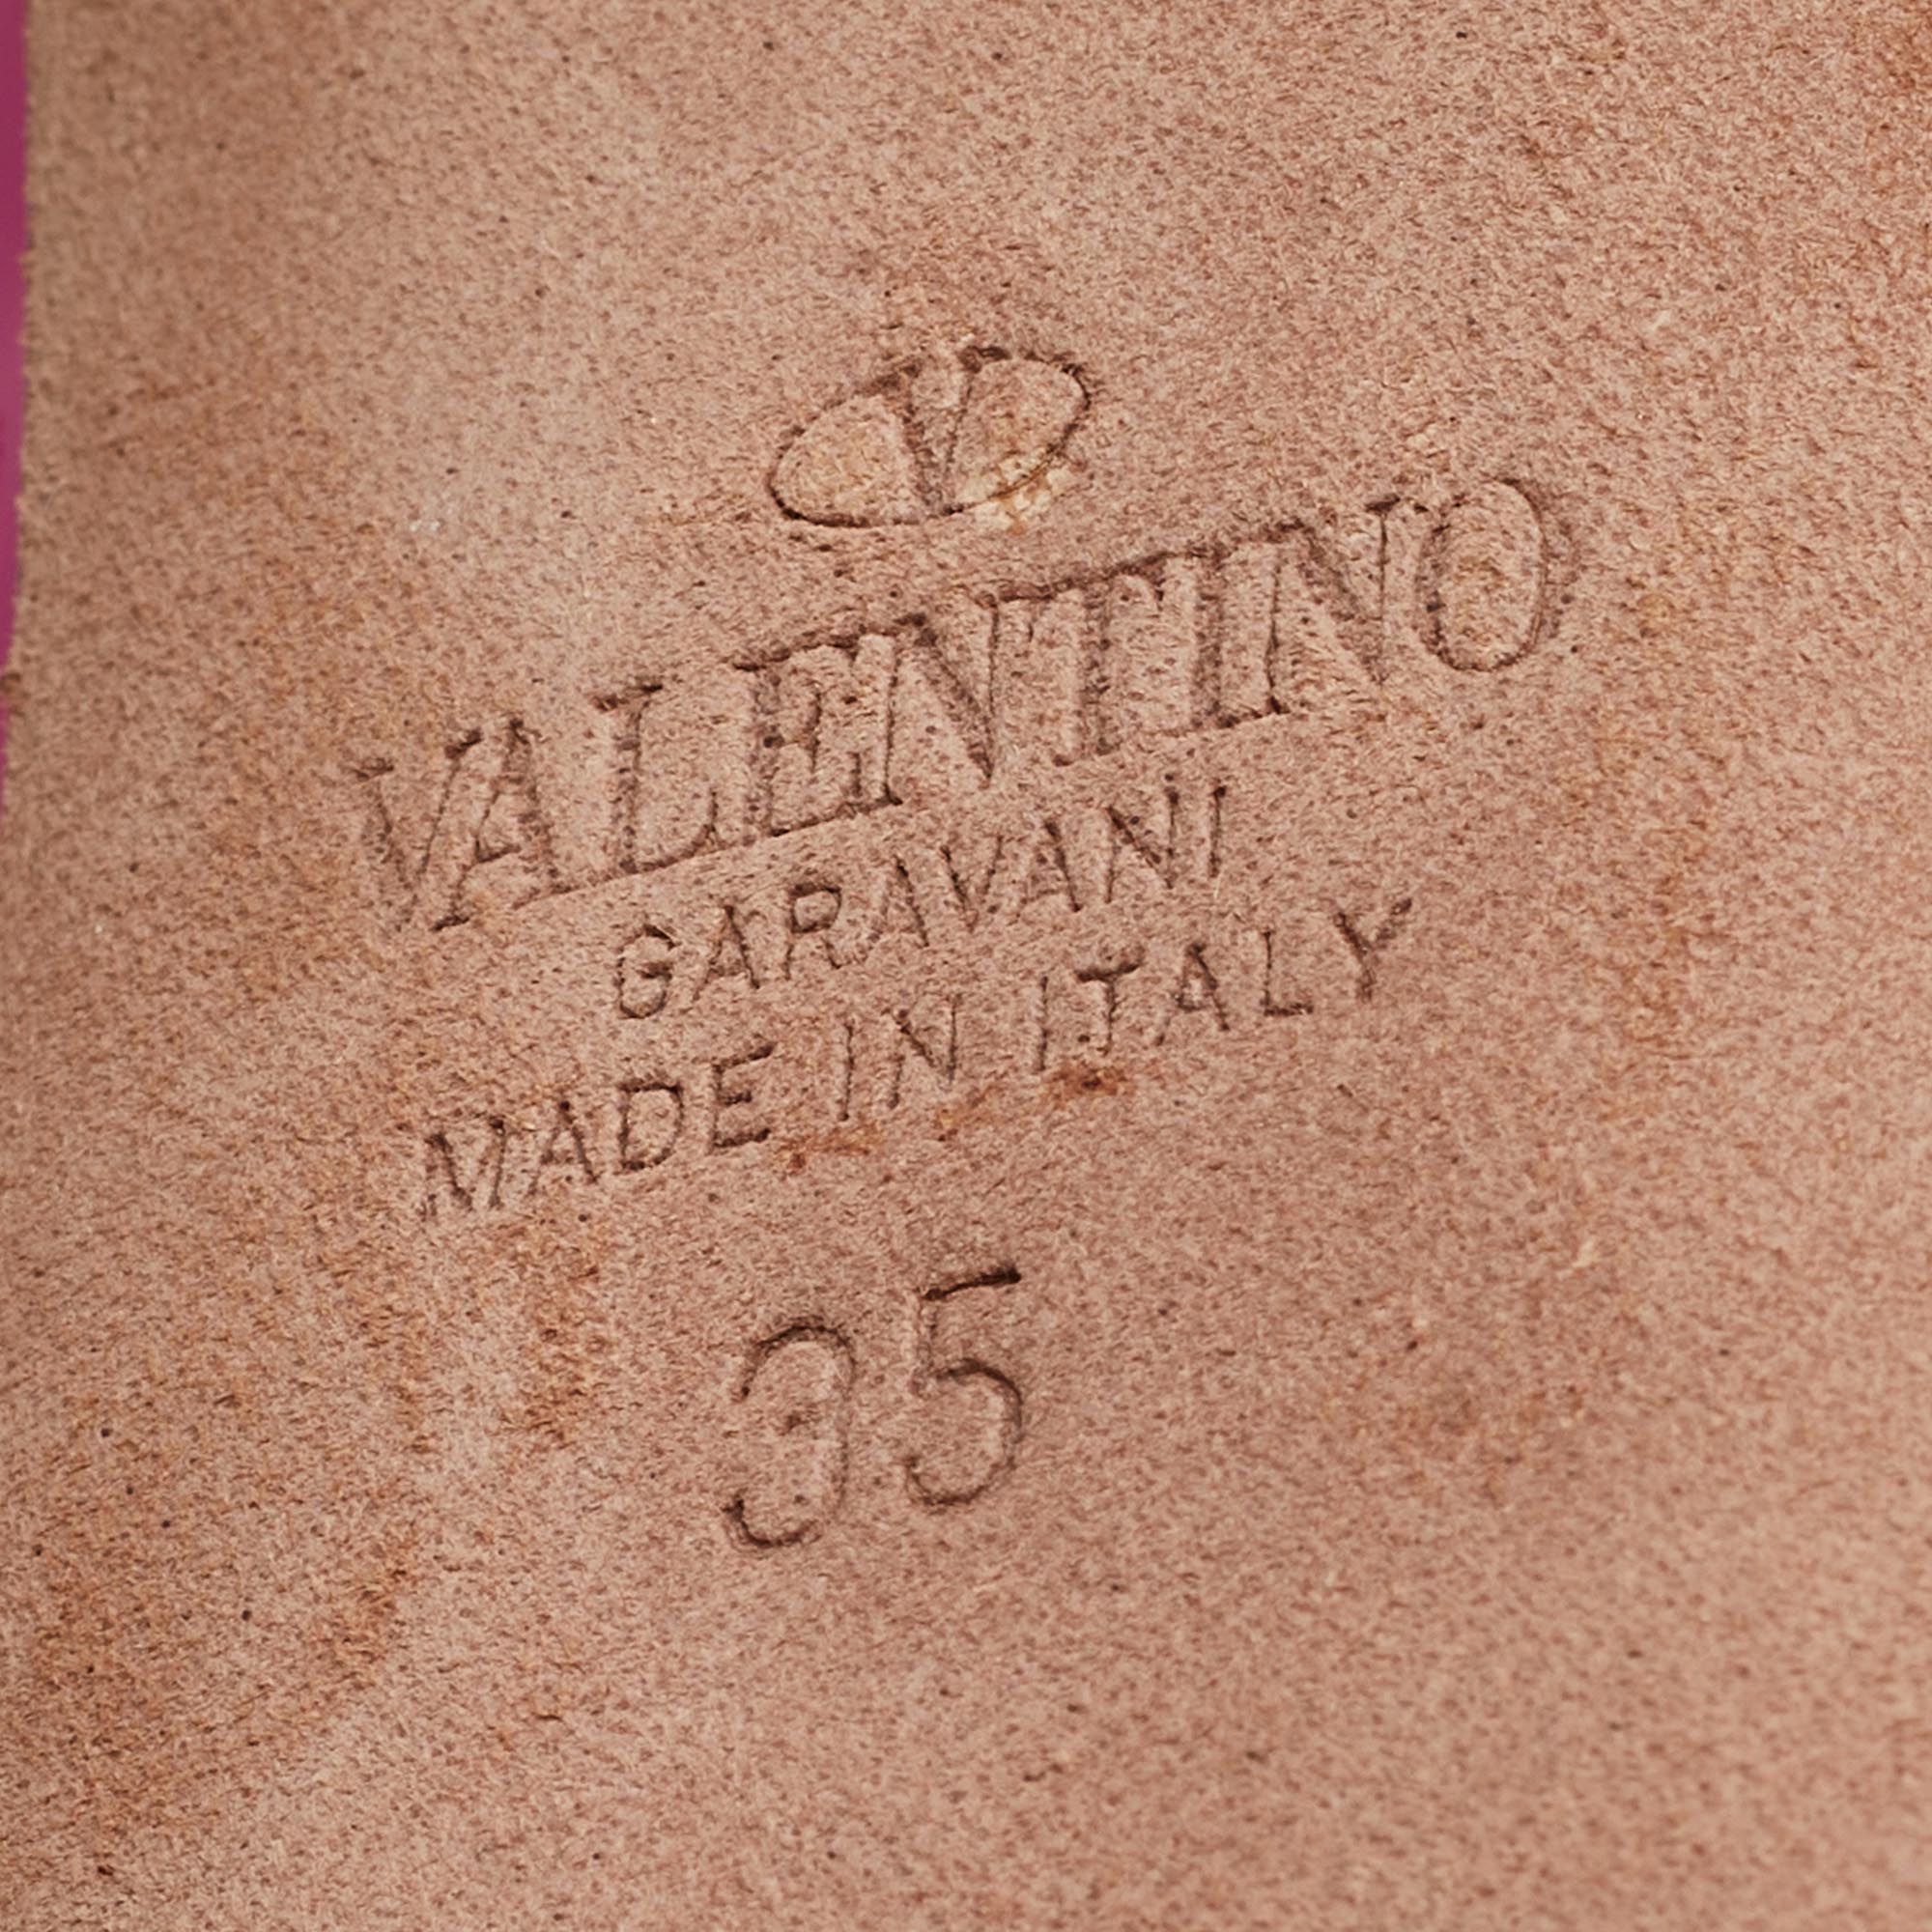 VALENTINO
GARAVANI
MADE IN ITALY
35